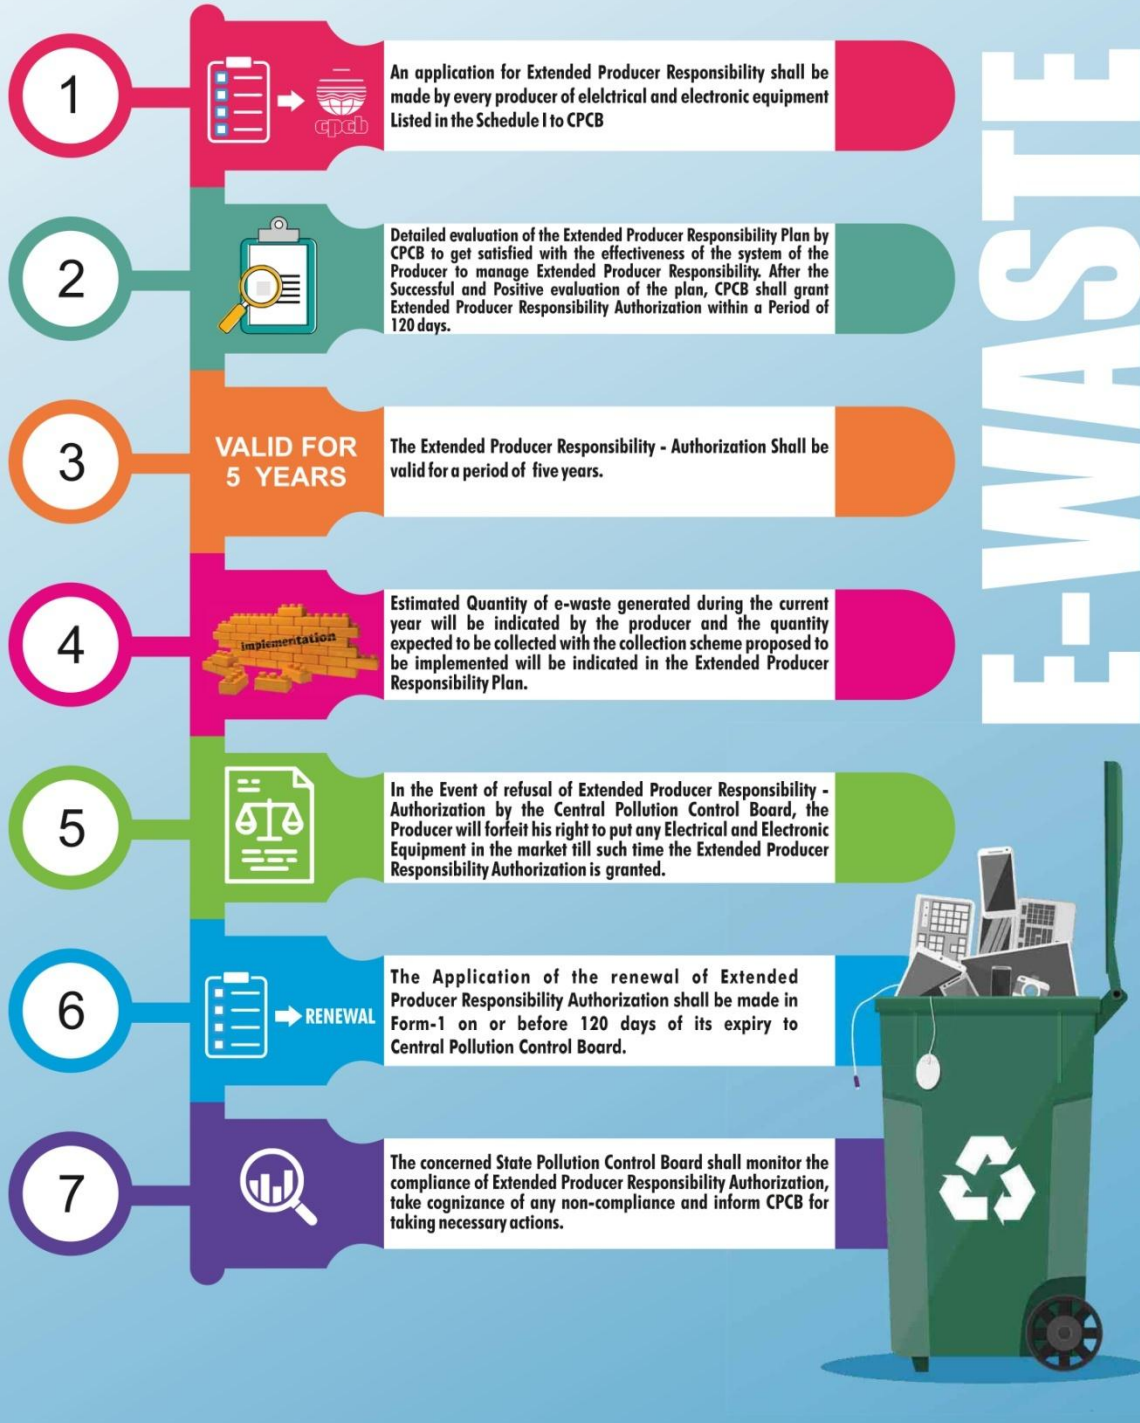 1
cpcb
An application for Extended Producer Responsibility shall be
made by every producer of elelctrical and electronic equipment
Listed in the Schedule I to CPCB
2
Detailed evaluation of the Extended Producer Responsibility Plan by
CPCB to get satisfied with the effectiveness of the system of the
Producer to manage Extended Producer Responsibility. After the
Successful and Positive evaluation of the plan, CPCB shall grant
Extended Producer Responsibility Authorization within a Period of
120 days.
3
VALID FOR
5 YEARS
The Extended Producer Responsibility - Authorization Shall be
valid for a period of five years.
4
implementation
Estimated Quantity of e-waste generated during the current
year will be indicated by the producer and the quantity
expected to be collected with the collection scheme proposed to
be implemented will be indicated in the Extended Producer
Responsibility Plan.
5
In the Event of refusal of Extended Producer Responsibility -
Authorization by the Central Pollution Control Board, the
Producer will forfeit his right to put any Electrical and Electronic
Equipment in the market till such time the Extended Producer
Responsibility Authorization is granted.
6
RENEWAL
The Application of the renewal of Extended
Producer Responsibility Authorization shall be made in
Form-1 on or before 120 days of its expiry to
Central Pollution Control Board.
7
The concerned State Pollution Control Board shall monitor the
compliance of Extended Producer Responsibility Authorization,
take cognizance of any non-compliance and inform CPCB for
taking necessary actions.
E-WASTE